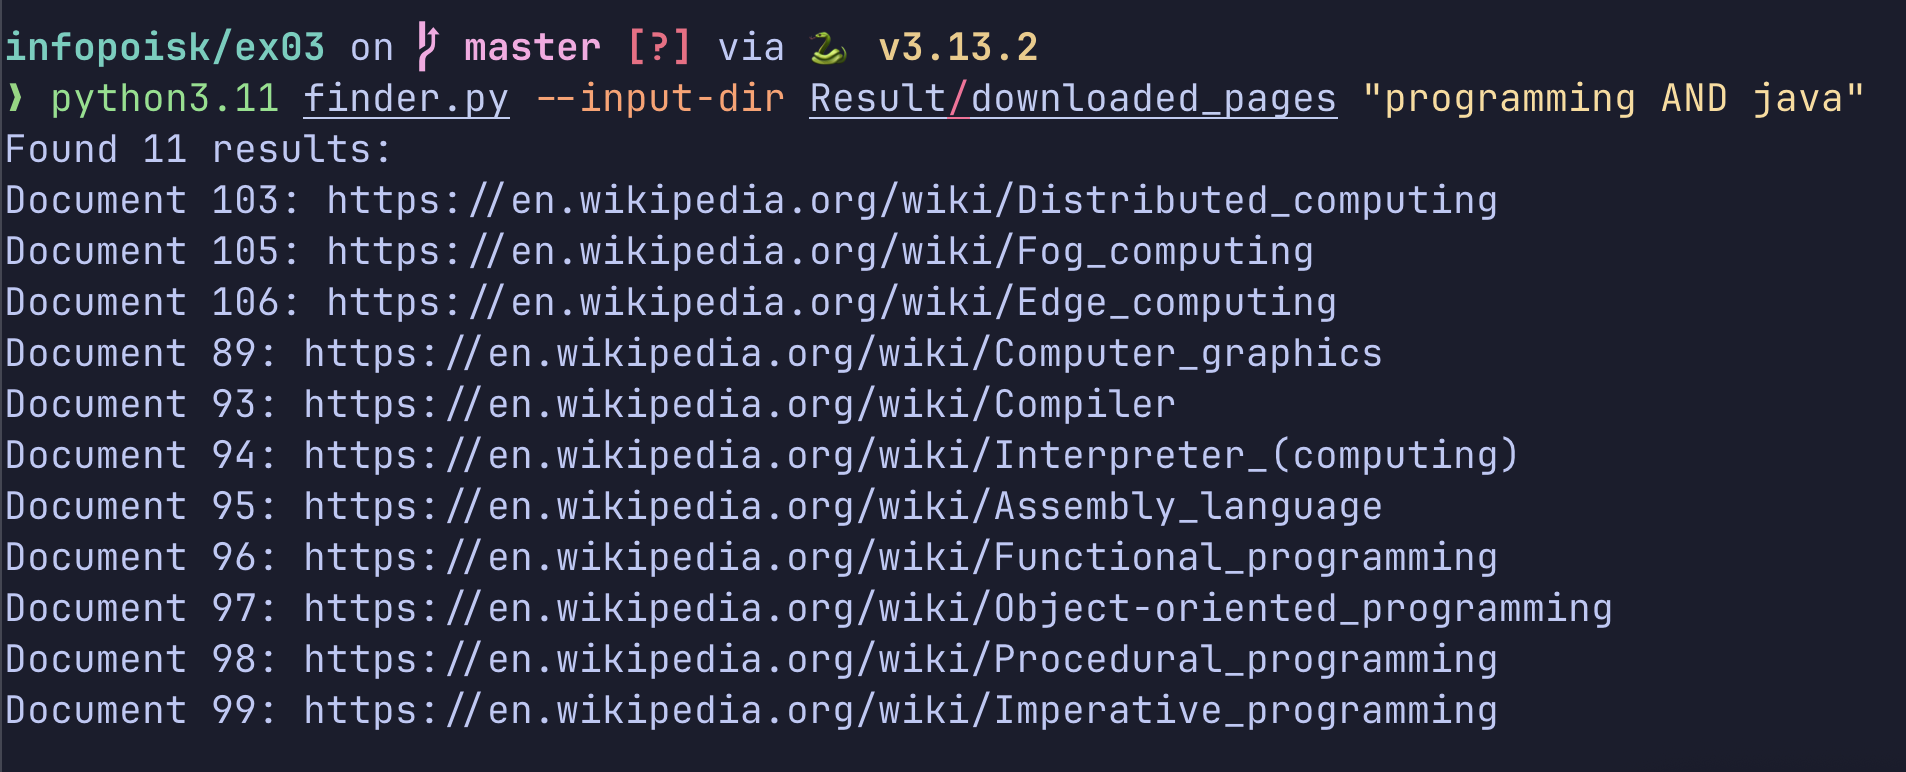 infopoisk/ex03 on master [?] via 🐍 v3.13.2
❱ python3.11 finder.py --input-dir Result/downloaded_pages "programming AND java"
Found 11 results:
Document 103: https://en.wikipedia.org/wiki/Distributed_computing
Document 105: https://en.wikipedia.org/wiki/Fog_computing
Document 106: https://en.wikipedia.org/wiki/Edge_computing
Document 89: https://en.wikipedia.org/wiki/Computer_graphics
Document 93: https://en.wikipedia.org/wiki/Compiler
Document 94: https://en.wikipedia.org/wiki/Interpreter_(computing)
Document 95: https://en.wikipedia.org/wiki/Assembly_language
Document 96: https://en.wikipedia.org/wiki/Functional_programming
Document 97: https://en.wikipedia.org/wiki/Object-oriented_programming
Document 98: https://en.wikipedia.org/wiki/Procedural_programming
Document 99: https://en.wikipedia.org/wiki/Imperative_programming